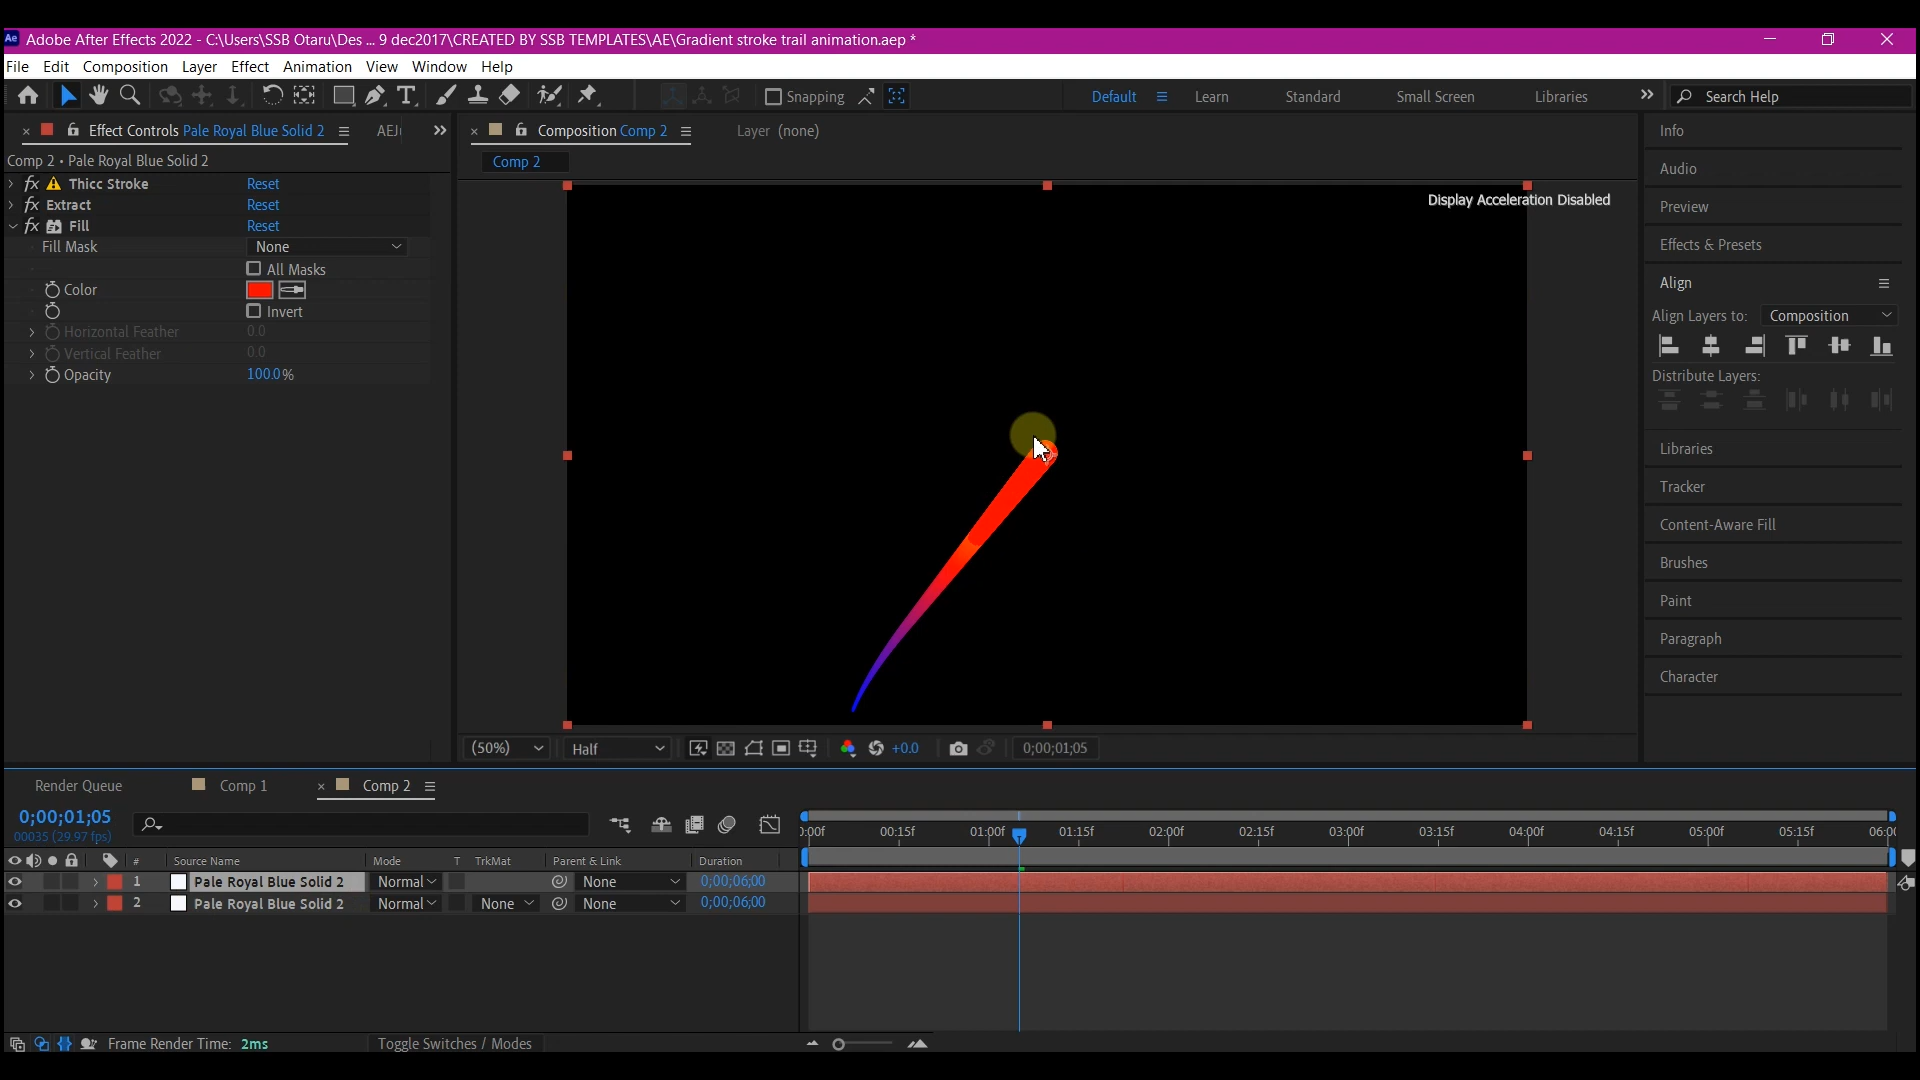 Ae Adobe After Effects 2022 - C:\Users\SSB Otaru\Des ... 9 dec2017\CREATED BY SSB TEMPLATES\AE\Gradient stroke trail animation.aep *
File Edit Composition Layer Effect Animation View Window Help
Snapping Default Learn Standard Small Screen Libraries Search Help
Effect Controls Pale Royal Blue Solid 2
Composition Comp 2
Layer (none)
Comp 2 • Pale Royal Blue Solid 2
Comp 2
fx Thicc Stroke Reset
fx Extract Reset
fx Fill Reset
Fill Mask None
All Masks
Color
Invert
Horizontal Feather 0.0
Vertical Feather 0.0
Opacity 100.0%
Display Acceleration Disabled
Info
Audio
Preview
Effects & Presets
Align
Align Layers to: Composition
Distribute Layers:
Libraries
Tracker
Content-Aware Fill
Brushes
Paint
Paragraph
Character
(50%) Half +0.0 0;00;01;05
Render Queue Comp 1 Comp 2
0;00;01;05
00035 (29.97 fps)
00:15f 01:00f 01:15f 02:00f 02:15f 03:00f 03:15f 04:00f 04:15f 05:00f 05:15f
# Source Name Mode T TrkMat Parent & Link Duration
1 Pale Royal Blue Solid 2 Normal None 0;00;06;00
2 Pale Royal Blue Solid 2 Normal None None 0;00;06;00
Frame Render Time: 2ms Toggle Switches / Modes